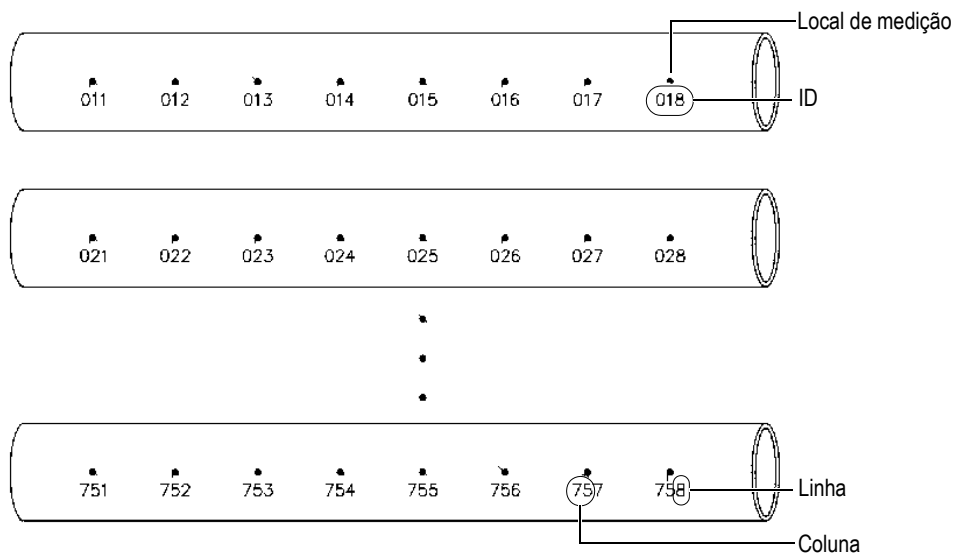 Local de medição
011 012 013 014 015 016 017 018
ID
021 022 023 024 025 026 027 028
751 752 753 754 755 756 757 758
Linha
Coluna